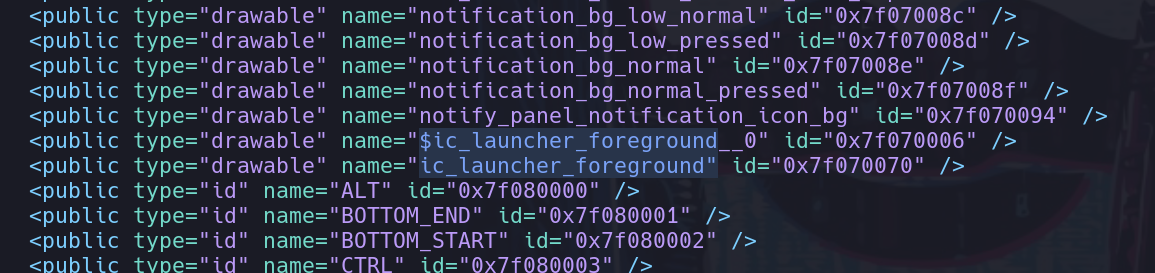 <public type="drawable" name="notification_bg_low_normal" id="0x7f07008c" />
<public type="drawable" name="notification_bg_low_pressed" id="0x7f07008d" />
<public type="drawable" name="notification_bg_normal" id="0x7f07008e" />
<public type="drawable" name="notification_bg_normal_pressed" id="0x7f07008f" />
<public type="drawable" name="notify_panel_notification_icon_bg" id="0x7f070094" />
<public type="drawable" name="$ic_launcher_foreground__0" id="0x7f070006" />
<public type="drawable" name="ic_launcher_foreground" id="0x7f070070" />
<public type="id" name="ALT" id="0x7f080000" />
<public type="id" name="BOTTOM_END" id="0x7f080001" />
<public type="id" name="BOTTOM_START" id="0x7f080002" />
<public type="id" name="CTRL" id="0x7f080003" />